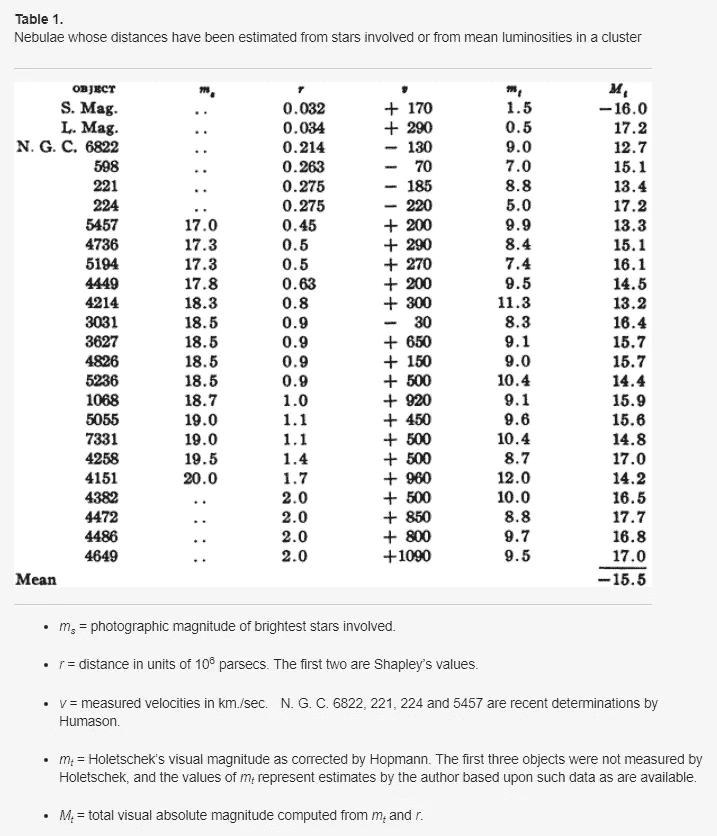 Table 1.
Nebulae whose distances have been estimated from stars involved or from mean luminosities in a cluster
OBJECT mₛ r v mₜ Mₜ
S. Mag. .. 0.032 + 170 1.5 −16.0
L. Mag. .. 0.034 + 290 0.5 17.2
N. G. C. 6822 .. 0.214 − 130 9.0 12.7
598 .. 0.263 − 70 7.0 15.1
221 .. 0.275 − 185 8.8 13.4
224 .. 0.275 − 220 5.0 17.2
5457 17.0 0.45 + 200 9.9 13.3
4736 17.3 0.5 + 290 8.4 15.1
5194 17.3 0.5 + 270 7.4 16.1
4449 17.8 0.63 + 200 9.5 14.5
4214 18.3 0.8 + 300 11.3 13.2
3031 18.5 0.9 − 30 8.3 16.4
3627 18.5 0.9 + 650 9.1 15.7
4826 18.5 0.9 + 150 9.0 15.7
5236 18.5 0.9 + 500 10.4 14.4
1068 18.7 1.0 + 920 9.1 15.9
5055 19.0 1.1 + 450 9.6 15.6
7331 19.0 1.1 + 500 10.4 14.8
4258 19.5 1.4 + 500 8.7 17.0
4151 20.0 1.7 + 960 12.0 14.2
4382 .. 2.0 + 500 10.0 16.5
4472 .. 2.0 + 850 8.8 17.7
4486 .. 2.0 + 800 9.7 16.8
4649 .. 2.0 +1090 9.5 17.0
Mean −15.5
• mₛ = photographic magnitude of brightest stars involved.
• r = distance in units of 10⁶ parsecs. The first two are Shapley's values.
• v = measured velocities in km./sec. N. G. C. 6822, 221, 224 and 5457 are recent determinations by
Humason.
• mₜ = Holetschek's visual magnitude as corrected by Hopmann. The first three objects were not measured by
Holetschek, and the values of mₜ represent estimates by the author based upon such data as are available.
• Mₜ = total visual absolute magnitude computed from mₜ and r.